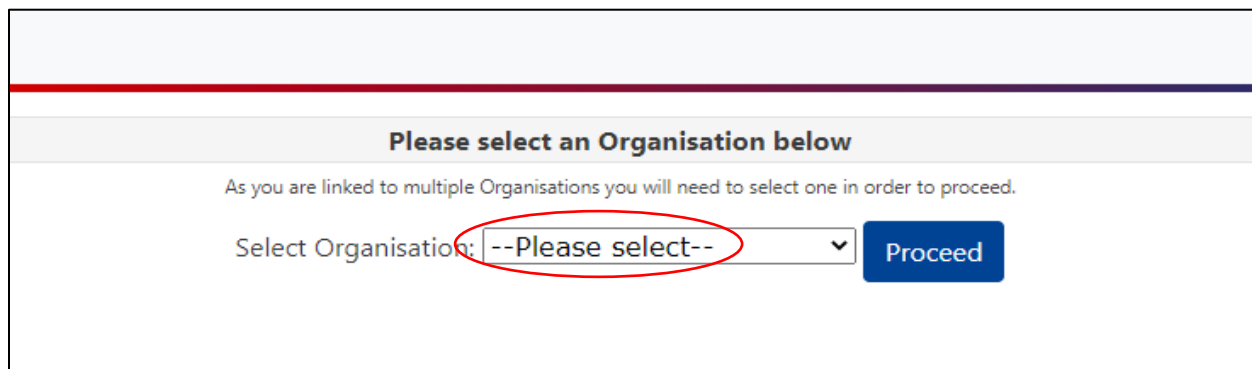 Please select an Organisation below
As you are linked to multiple Organisations you will need to select one in order to proceed.
Select Organisation: --Please select-- Proceed